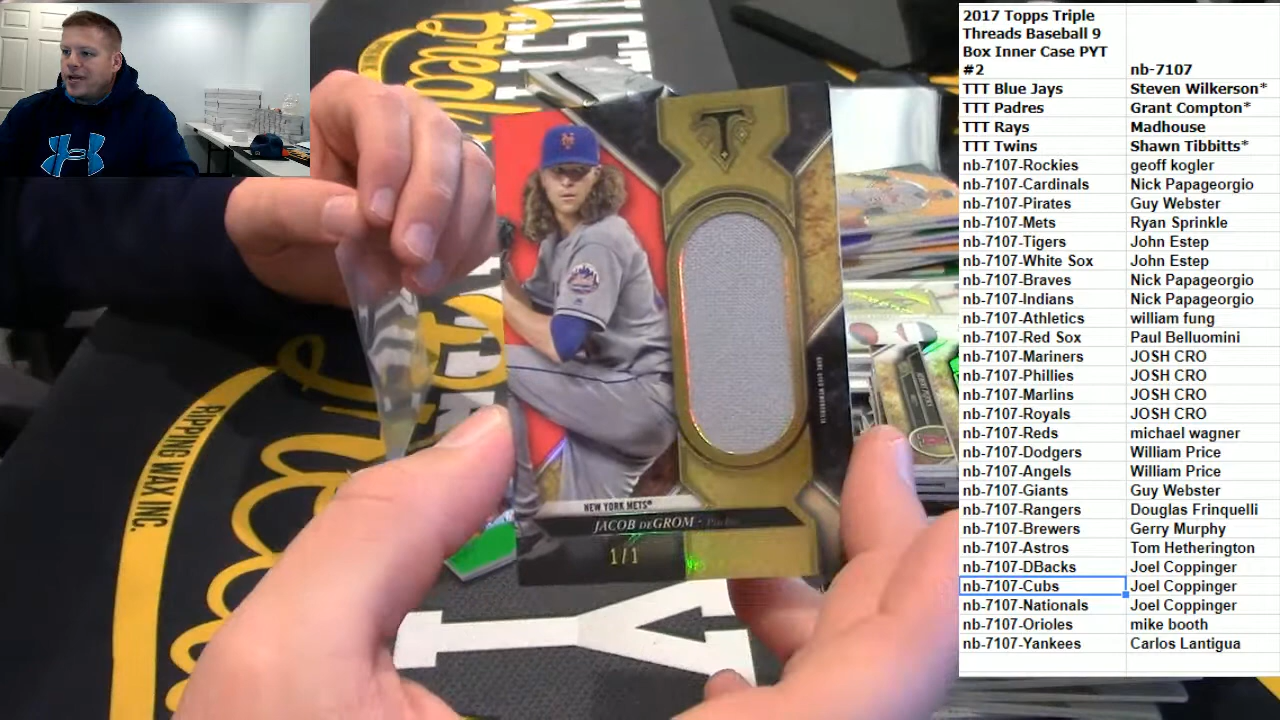 2017 Topps Triple
Threads Baseball 9
Box Inner Case PYT
#2 nb-7107
TTT Blue Jays Steven Wilkerson*
TTT Padres Grant Compton*
TTT Rays Madhouse
TTT Twins Shawn Tibbitts*
nb-7107-Rockies geoff kogler
nb-7107-Cardinals Nick Papageorgio
nb-7107-Pirates Guy Webster
nb-7107-Mets Ryan Sprinkle
nb-7107-Tigers John Estep
nb-7107-White Sox John Estep
nb-7107-Braves Nick Papageorgio
nb-7107-Indians Nick Papageorgio
nb-7107-Athletics william fung
nb-7107-Red Sox Paul Belluomini
nb-7107-Mariners JOSH CRO
nb-7107-Phillies JOSH CRO
nb-7107-Marlins JOSH CRO
nb-7107-Royals JOSH CRO
nb-7107-Reds michael wagner
nb-7107-Dodgers William Price
nb-7107-Angels William Price
nb-7107-Giants Guy Webster
nb-7107-Rangers Douglas Frinquelli
nb-7107-Brewers Gerry Murphy
nb-7107-Astros Tom Hetherington
nb-7107-DBacks Joel Coppinger
nb-7107-Cubs Joel Coppinger
nb-7107-Nationals Joel Coppinger
nb-7107-Orioles mike booth
nb-7107-Yankees Carlos Lantigua
T
NEW YORK METS®
JACOB deGROM
1/1
RIPPING WAX INC.
Y